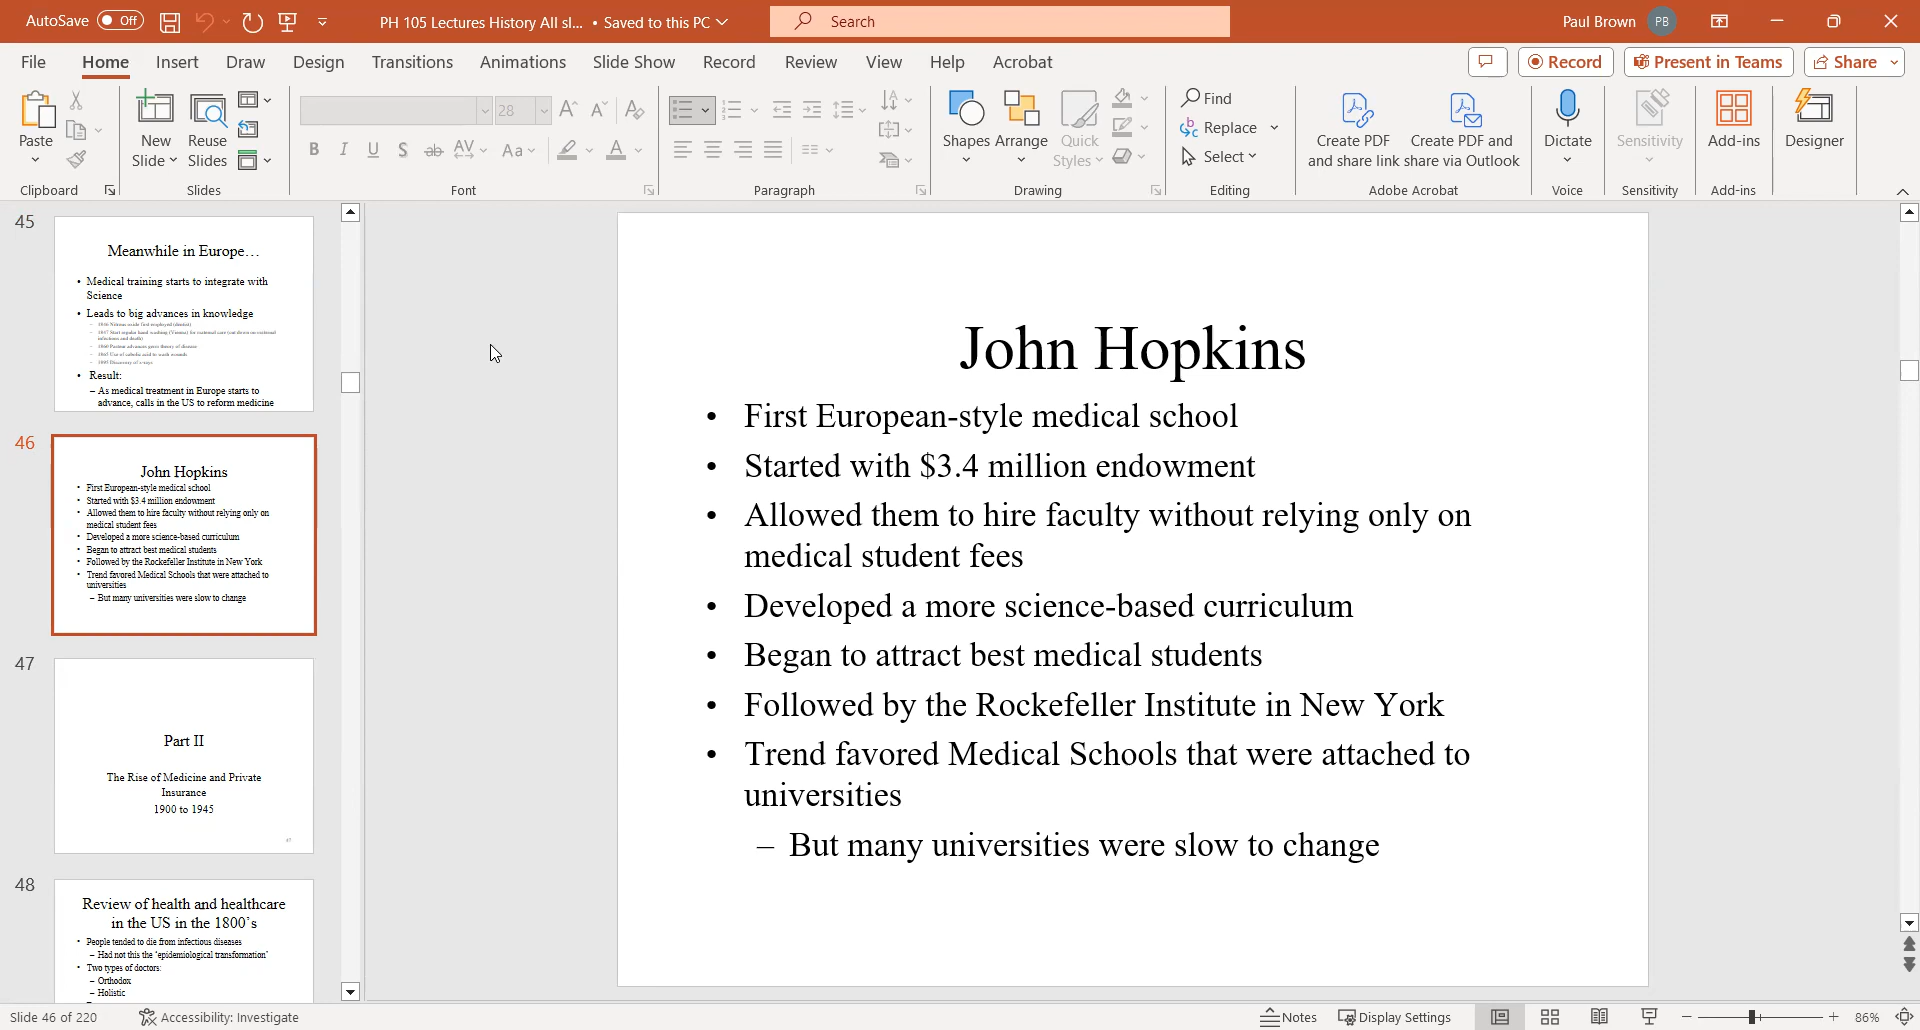 AutoSave Off PH 105 Lectures History All sl... • Saved to this PC Search Paul Brown PB
File Home Insert Draw Design Transitions Animations Slide Show Record Review View Help Acrobat Record Present in Teams Share
28 Find
Replace
Paste New Reuse Shapes Arrange Quick Create PDF Create PDF and Dictate Sensitivity Add-ins Designer
Slide Slides B I U S ab AV Aa A Styles Select and share link share via Outlook
Clipboard Slides Font Paragraph Drawing Editing Adobe Acrobat Voice Sensitivity Add-ins
45
Meanwhile in Europe…
• Medical training starts to integrate with
Science
• Leads to big advances in knowledge
• Result:
– As medical treatment in Europe starts to
advance, calls in the US to reform medicine
46
John Hopkins
• First European-style medical school
• Started with $3.4 million endowment
• Allowed them to hire faculty without relying only on
medical student fees
• Developed a more science-based curriculum
• Began to attract best medical students
• Followed by the Rockefeller Institute in New York
• Trend favored Medical Schools that were attached to
universities
– But many universities were slow to change
47
Part II
The Rise of Medicine and Private
Insurance
1900 to 1945
47
48
Review of health and healthcare
in the US in the 1800’s
• People tended to die from infectious diseases
– Had not this the ‘epidemiological transformation’
• Two types of doctors:
– Orthodox
– Holistic
John Hopkins
• First European-style medical school
• Started with $3.4 million endowment
• Allowed them to hire faculty without relying only on
medical student fees
• Developed a more science-based curriculum
• Began to attract best medical students
• Followed by the Rockefeller Institute in New York
• Trend favored Medical Schools that were attached to
universities
– But many universities were slow to change
Slide 46 of 220 Accessibility: Investigate Notes Display Settings 86%